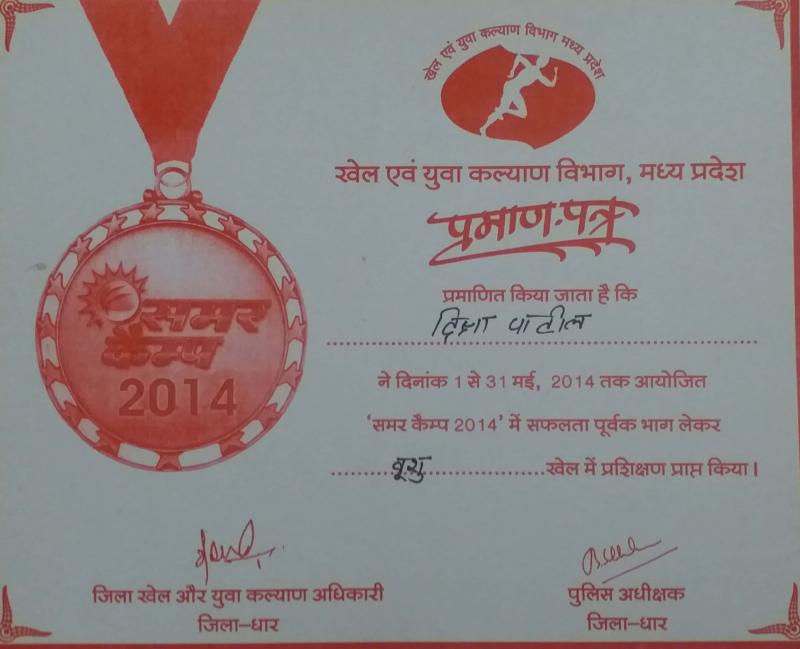 खेल एवं युवा कल्याण विभाग मध्य प्रदेश
खेल एवं युवा कल्याण विभाग, मध्य प्रदेश
प्रमाण-पत्र
प्रमाणित किया जाता है कि
पाटील
ने दिनांक 1 से 31 मई, 2014 तक आयोजित
'समर कैम्प 2014' में सफलता पूर्वक भाग लेकर
वूशु खेल में प्रशिक्षण प्राप्त किया।
समर
कैम्प
2014
जिला खेल और युवा कल्याण अधिकारी
जिला-धार
पुलिस अधीक्षक
जिला-धार